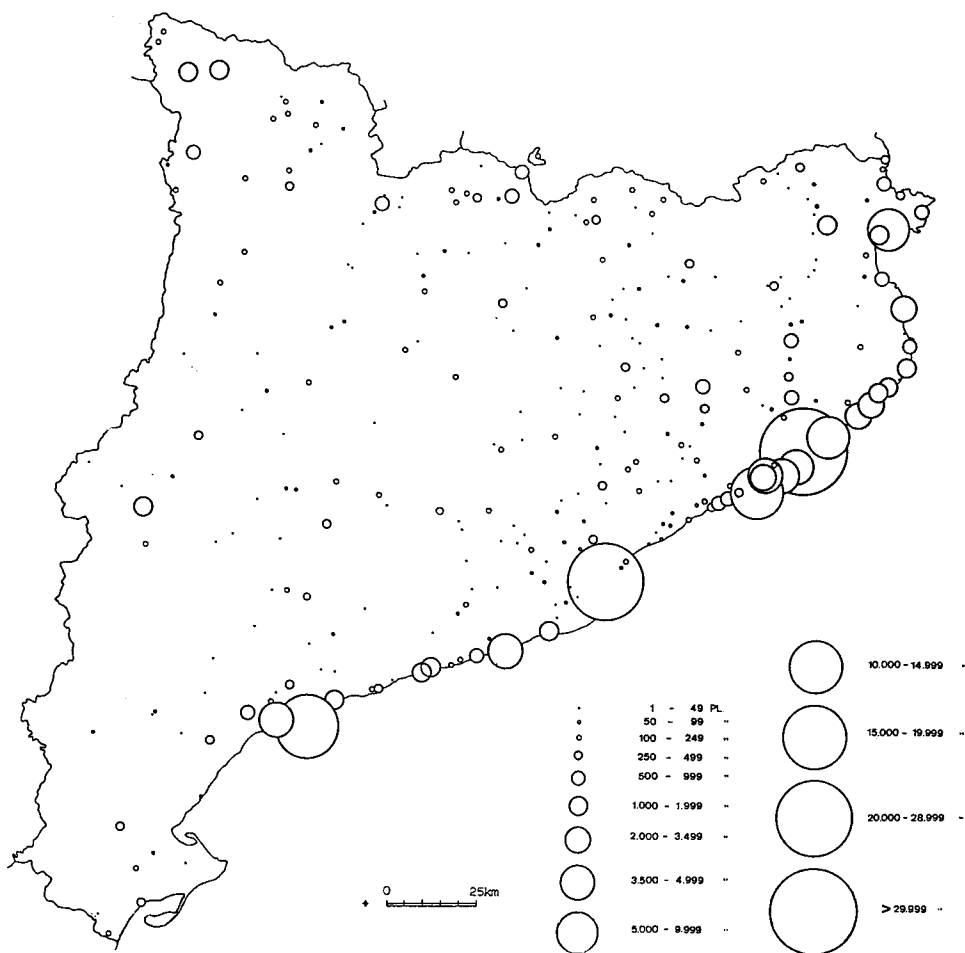 1 - 49 PL.
50 - 99 "
100 - 249 "
250 - 499 "
500 - 999 "
1.000 - 1.999 "
2.000 - 3.499 "
3.500 - 4.999 "
5.000 - 9.999 "
10.000 - 14.999 "
15.000 - 19.999 "
20.000 - 28.999 "
> 29.999 "
0 25km